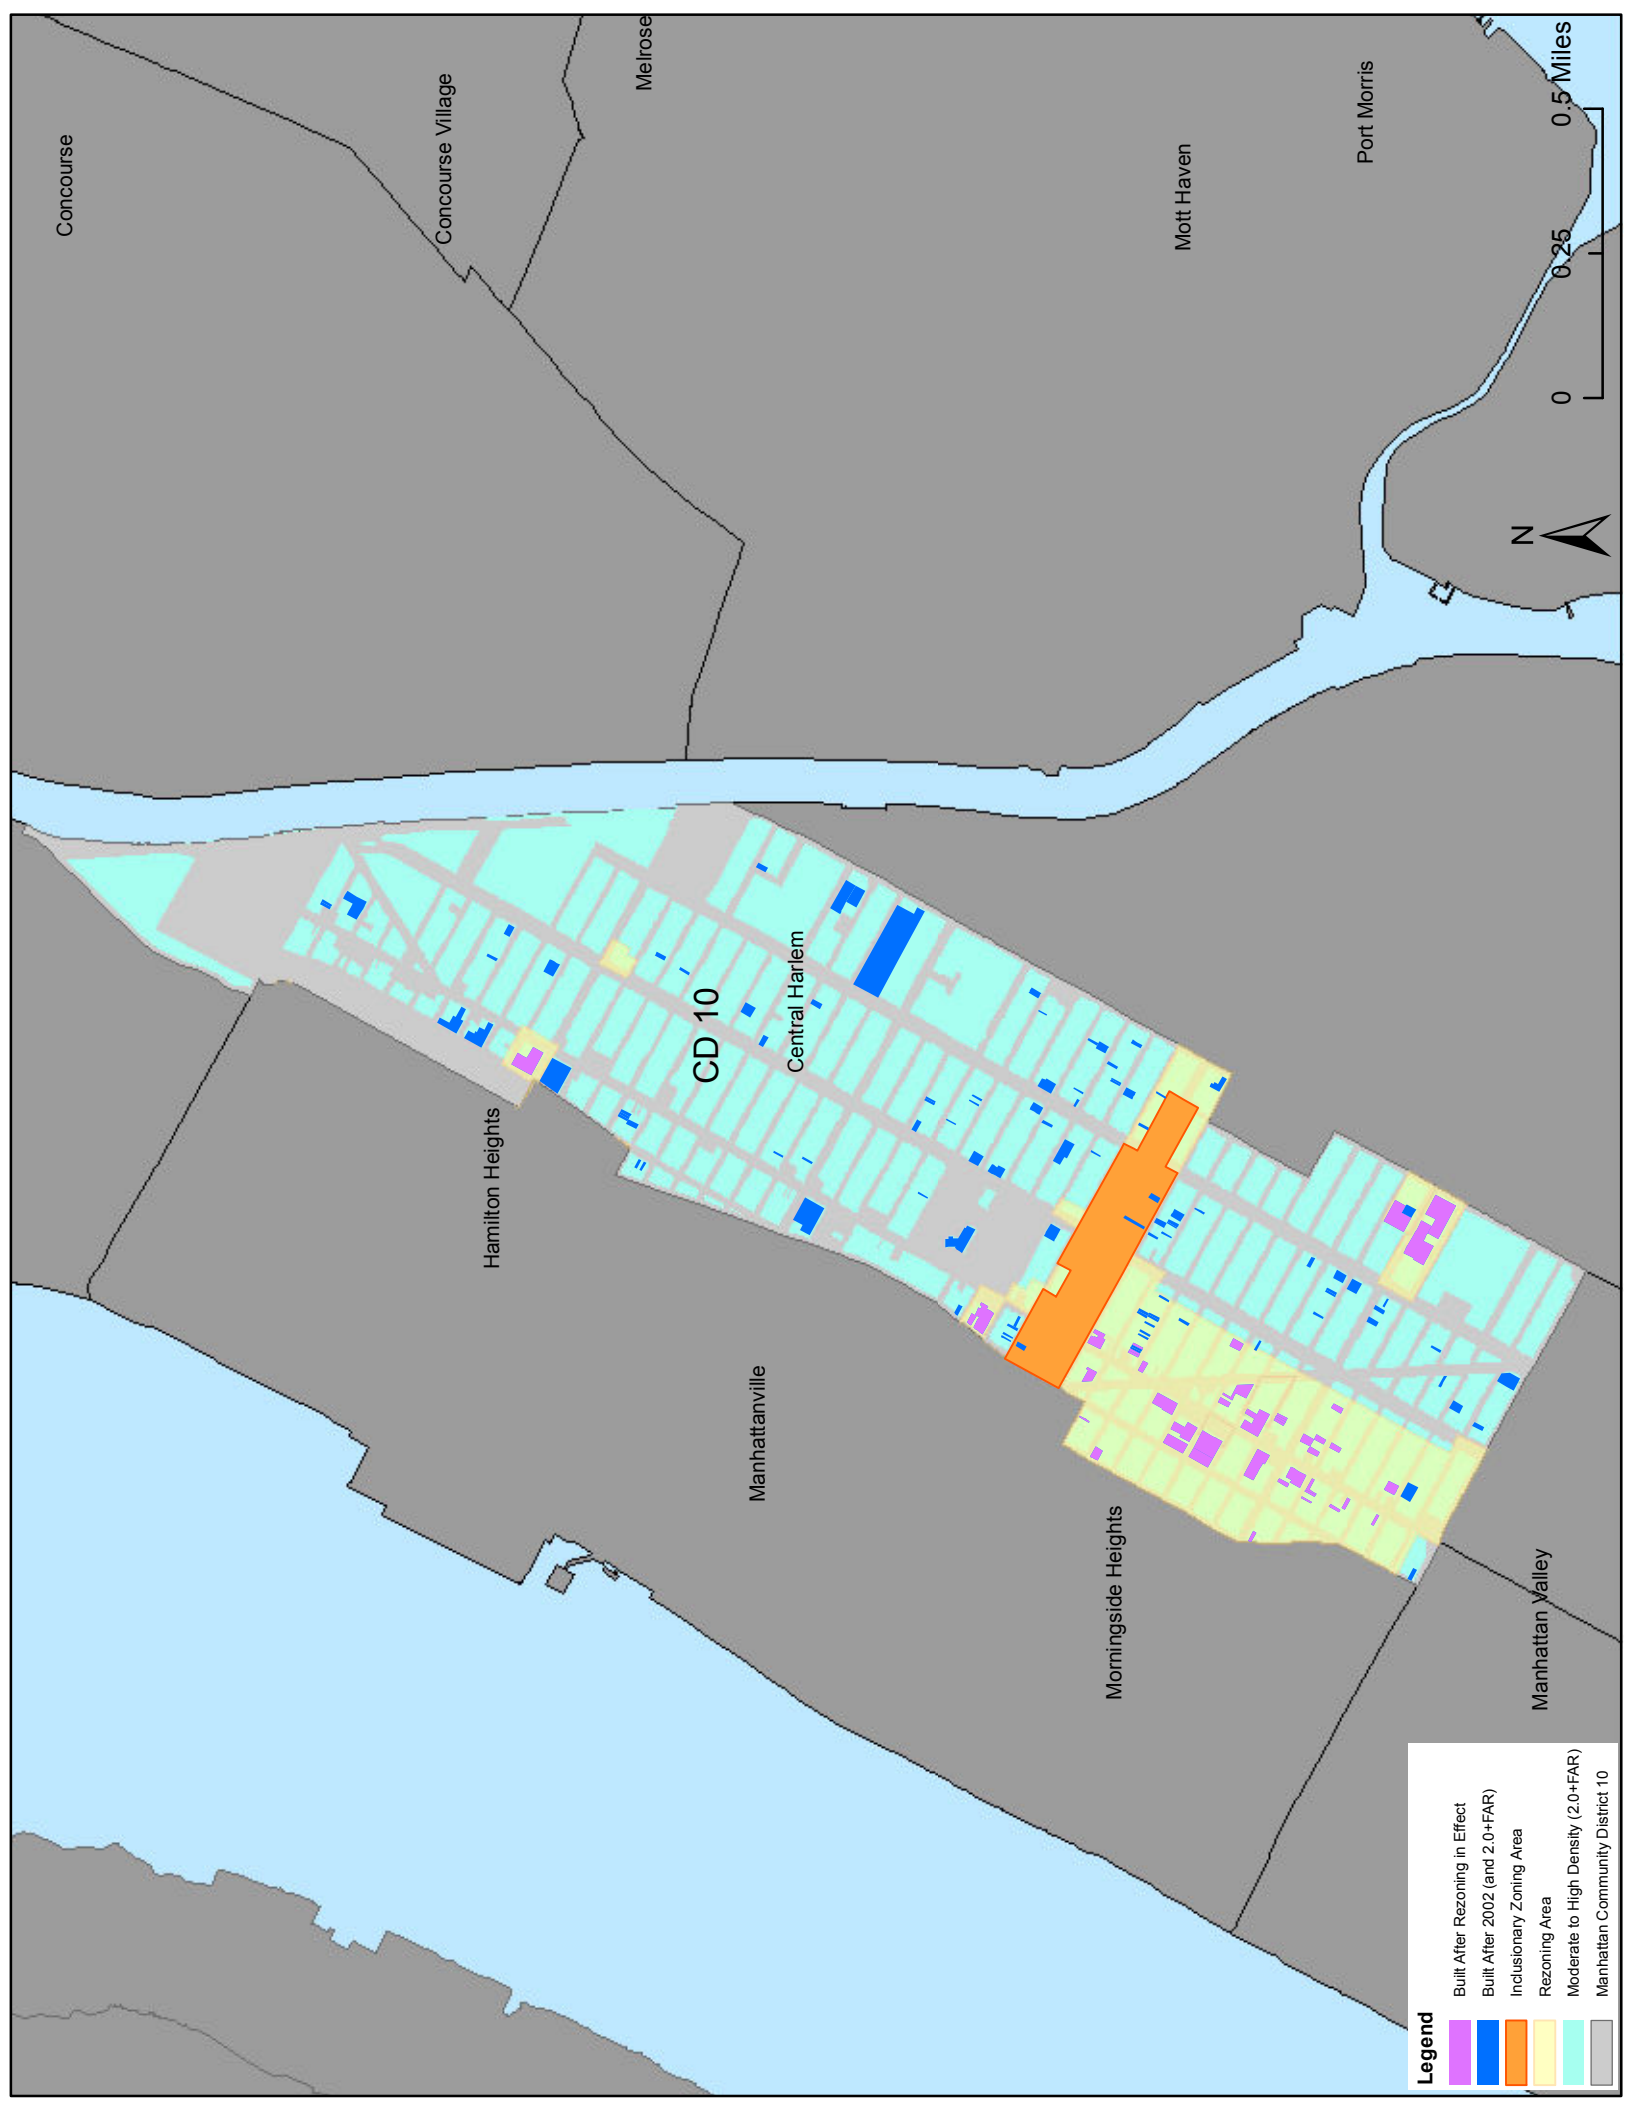 Concourse
Concourse Village
Melrose
Mott Haven
Port Morris
Hamilton Heights
CD 10
Central Harlem
Manhattanville
Morningside Heights
Manhattan Valley
N
0 0.25 0.5 Miles
Legend
Built After Rezoning in Effect
Built After 2002 (and 2.0+FAR)
Inclusionary Zoning Area
Rezoning Area
Moderate to High Density (2.0+FAR)
Manhattan Community District 10